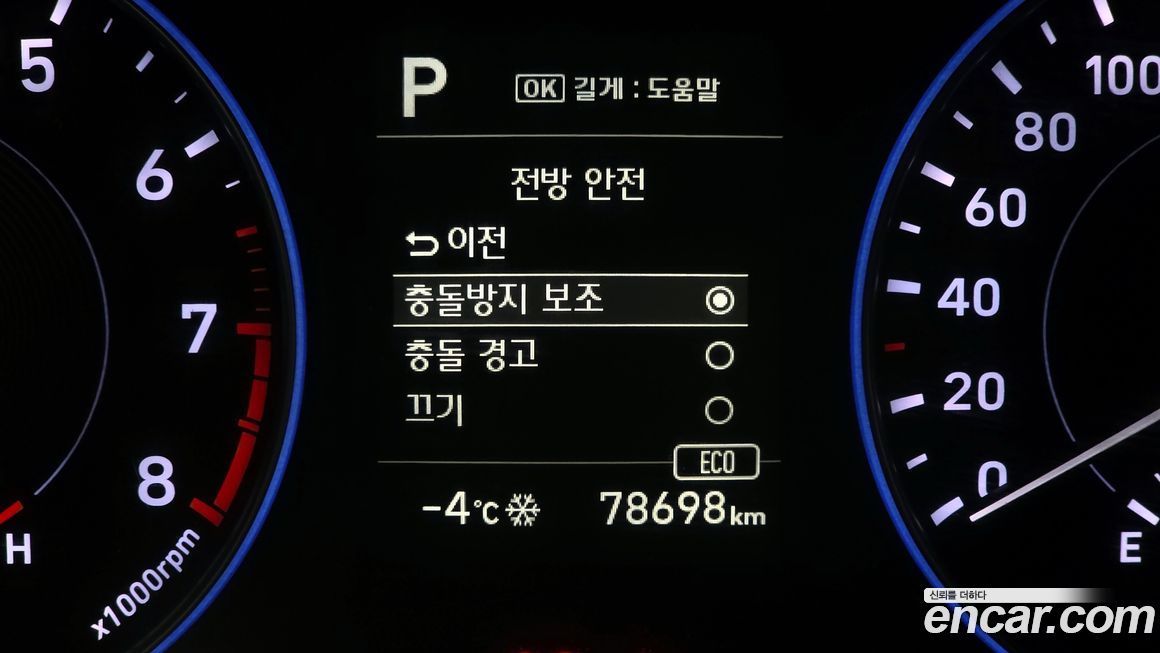 P OK 길게 : 도움말
전방 안전
이전
충돌방지 보조
충돌 경고
끄기
ECO
-4°C 78698km
5
6
7
8
x1000rpm
H
100
80
60
40
20
0
E
신뢰를 더하다
encar.com